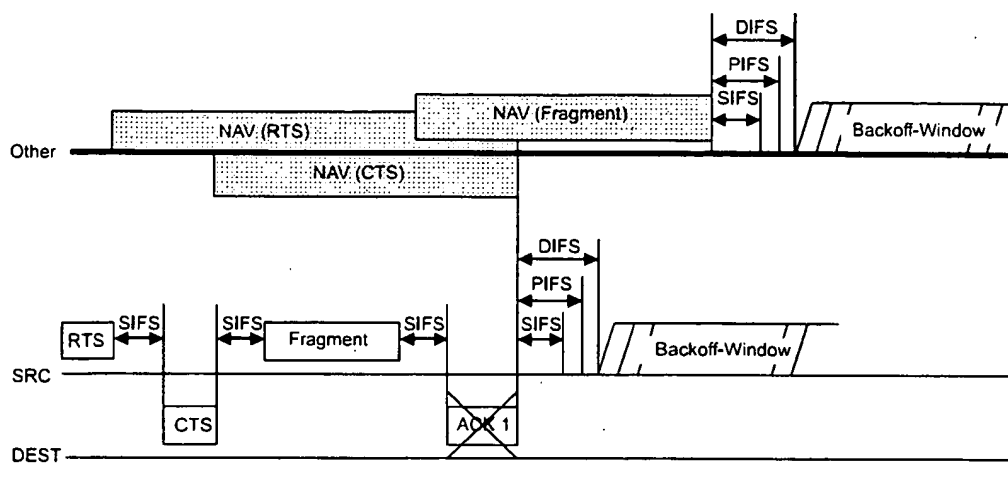 DIFS
PIFS
SIFS
NAV (Fragment)
NAV (RTS)
Backoff-Window
Other
NAV (CTS)
DIFS
PIFS
SIFS
SIFS
SIFS
SIFS
RTS
Fragment
Backoff-Window
SRC
CTS
ACK 1
DEST